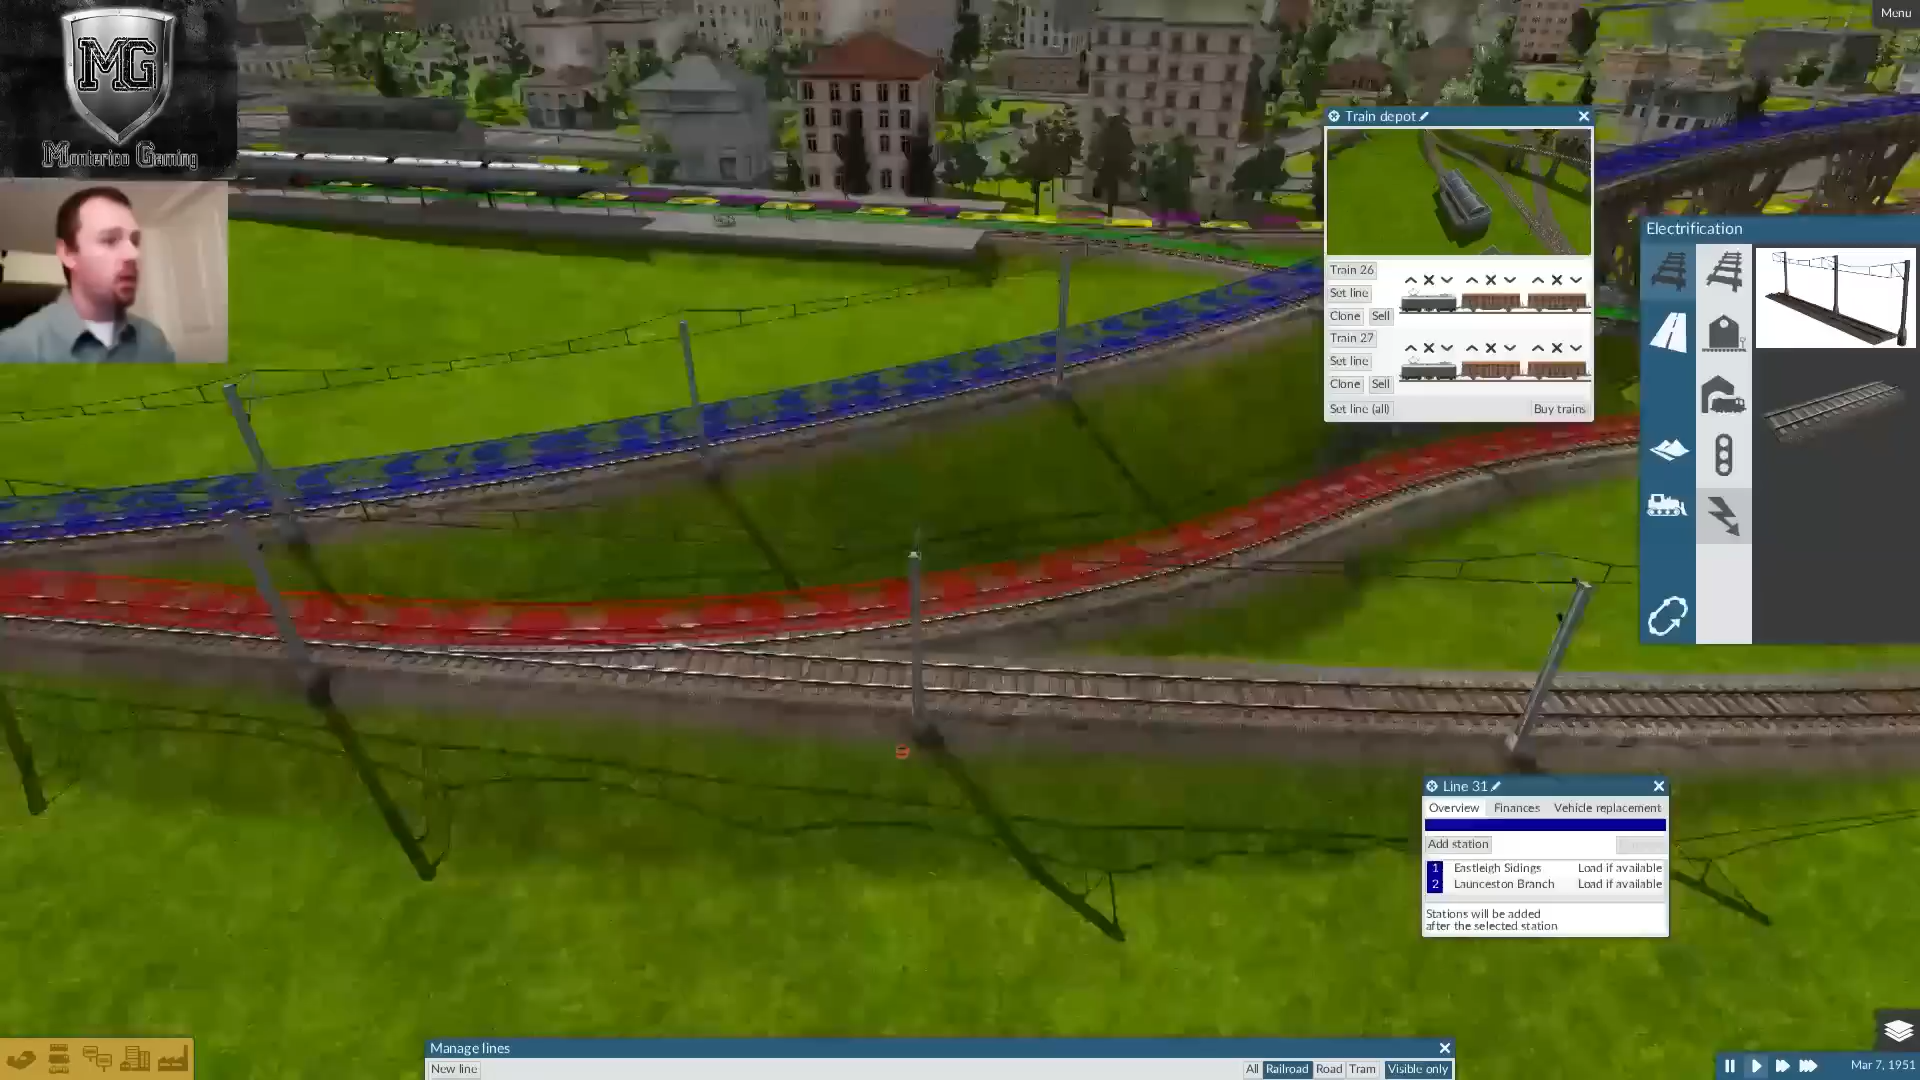 Menu
MG
Monterico Gaming
Train depot
Train 26
Set line
Clone Sell
Train 27
Set line
Clone Sell
Set line (all) Buy trains
Electrification
Line 31
Overview Finances Vehicle replacement
Add station
1 Eastleigh Sidings Load if available
2 Launceston Branch Load if available
Stations will be added
after the selected station
Manage lines
New line All Railroad Road Tram Visible only
Mar 7, 1951